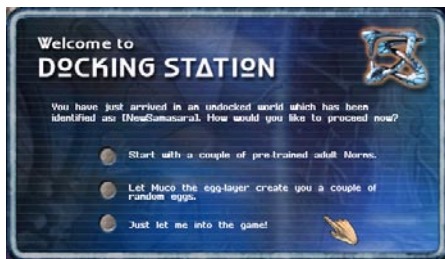 Welcome to
DOCKING STATION
You have just arrived in an undocked world which has been
identified as: [NewSamasara]. How would you like to proceed now?
Start with a couple of pre-trained adult Norns.
Let Muco the egg-layer create you a couple of
random eggs.
Just let me into the game!